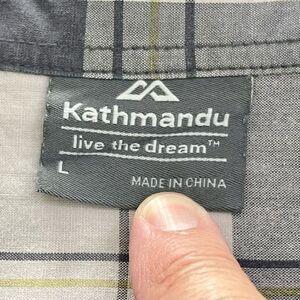 Kathmandu
live the dream™
L
MADE IN CHINA